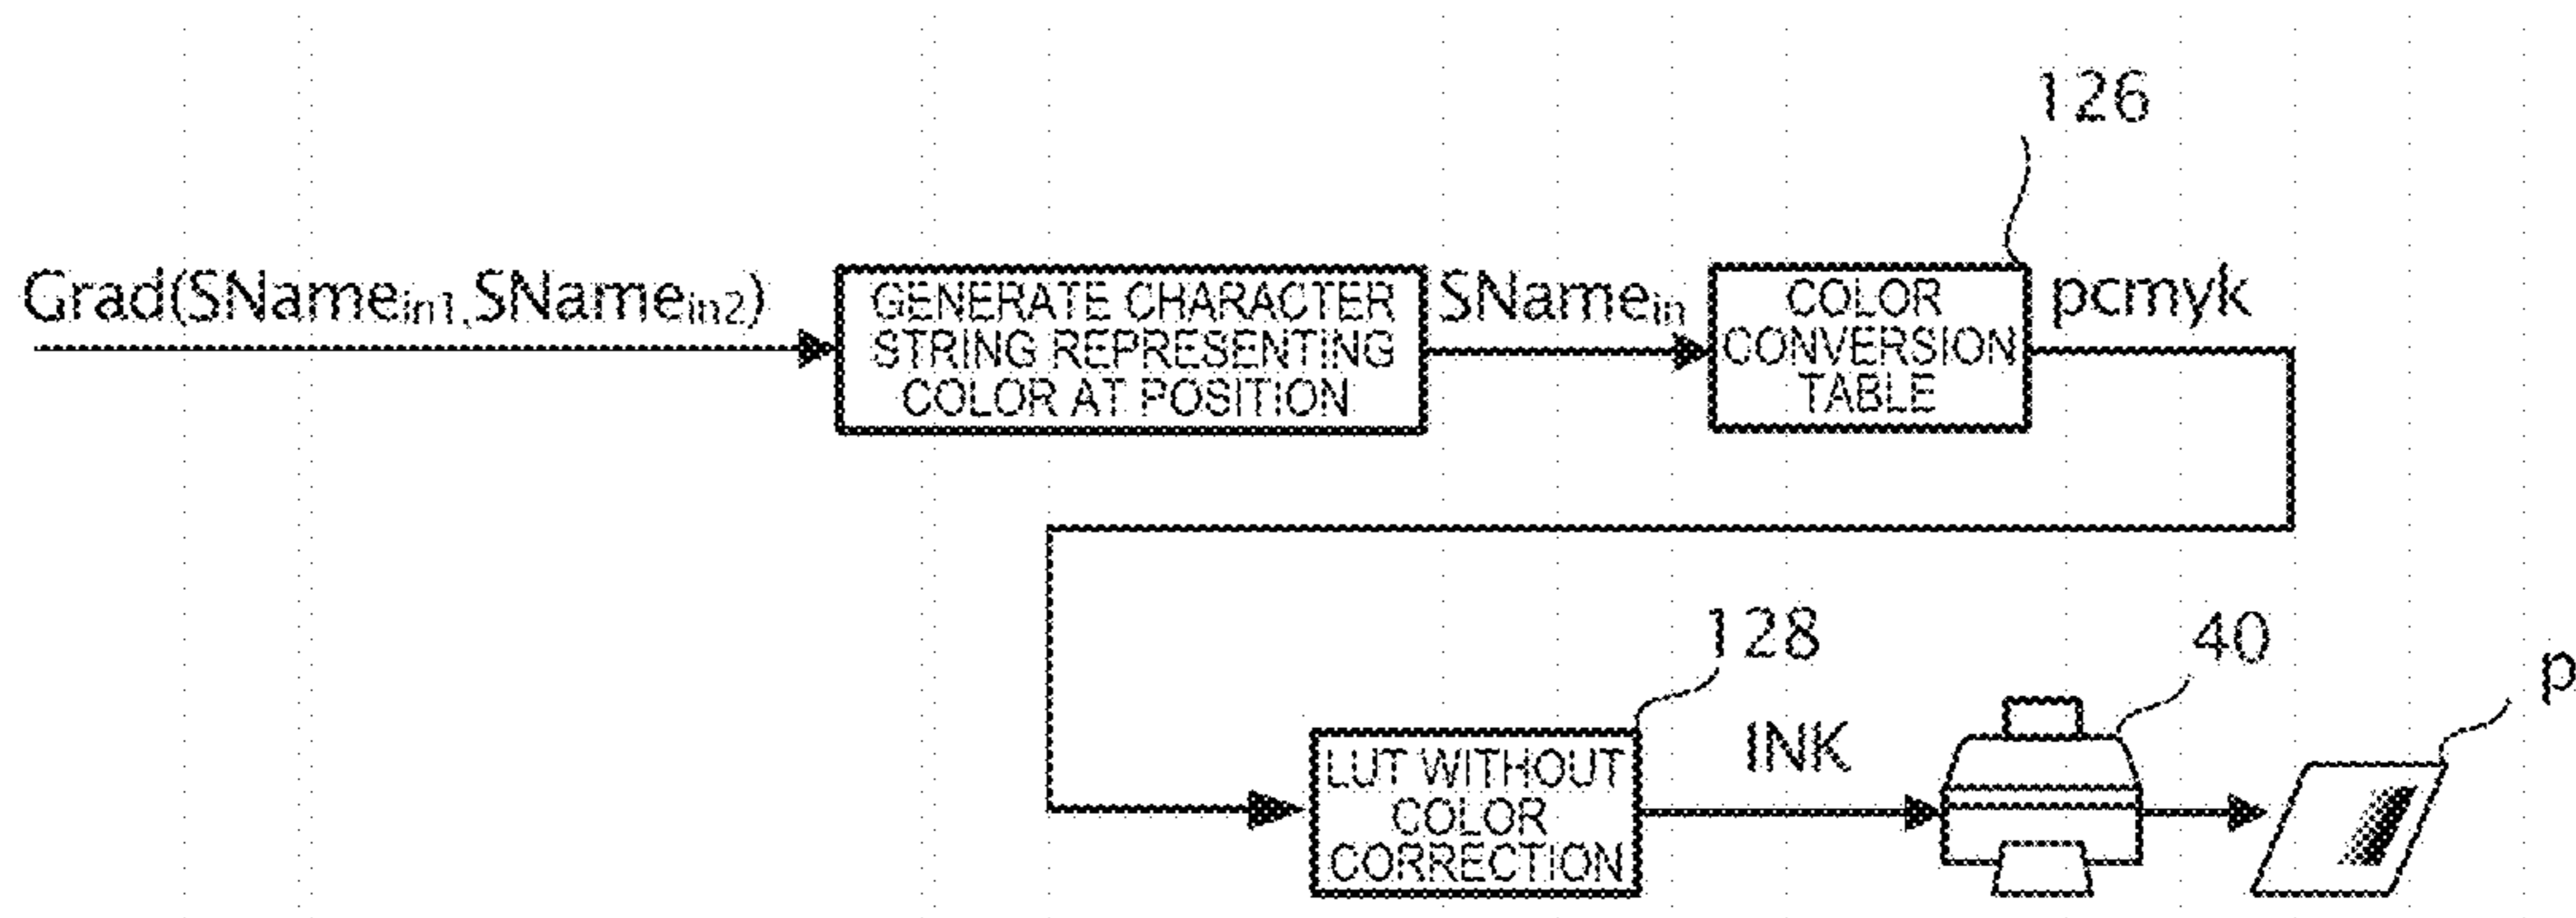 126
Grad(SNamein1,SNamein2)
GENERATE CHARACTER
STRING REPRESENTING
COLOR AT POSITION
SNamein
COLOR
CONVERSION
TABLE
pcmyk
128
40
p
LUT WITHOUT
COLOR
CORRECTION
INK